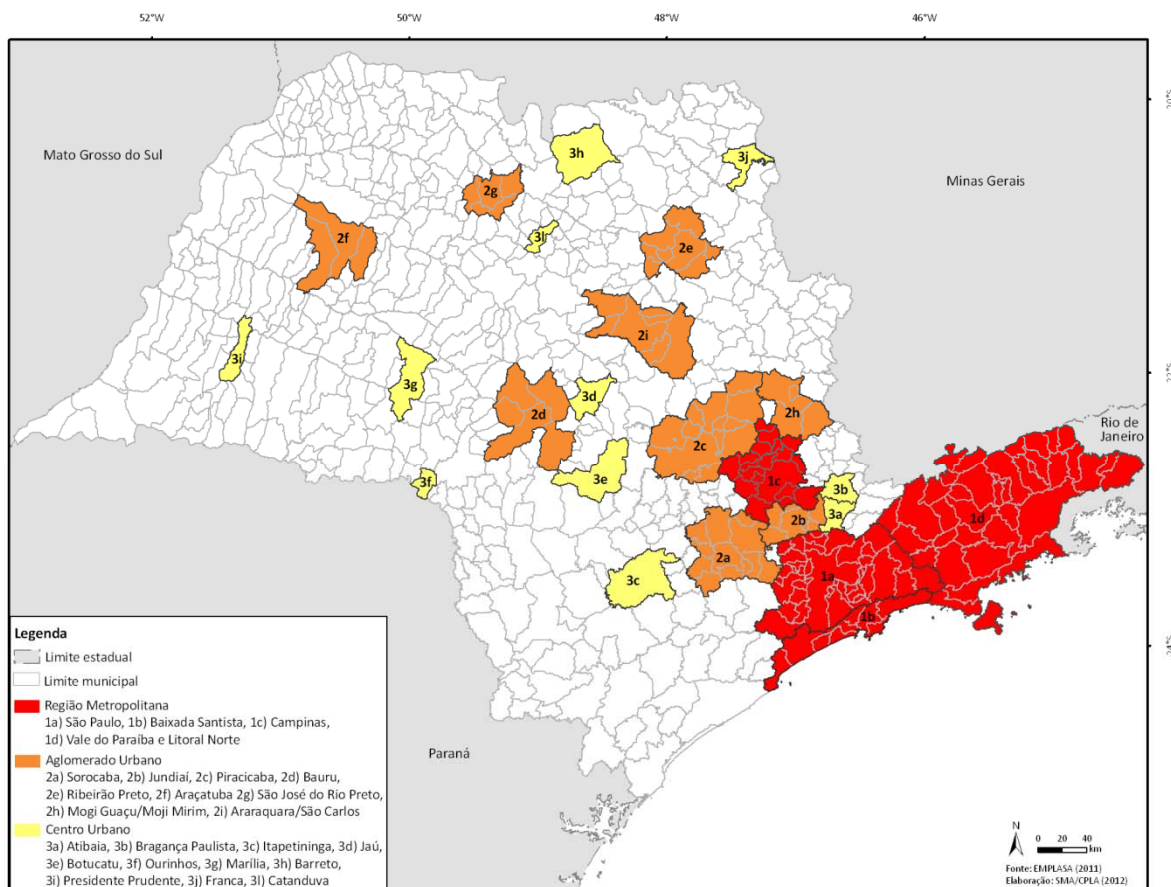 52°W 50°W 48°W 46°W
Mato Grosso do Sul
Minas Gerais
Rio de
Janeiro
Paraná
3h
3j
2g
2f
3l
2e
2i
3i
3g
3d
2d
2h
2c
3f
3e
1c
3b
3a
2b
1d
2a
3c
1a
1b
Legenda
Limite estadual
Limite municipal
Região Metropolitana
1a) São Paulo, 1b) Baixada Santista, 1c) Campinas,
1d) Vale do Paraíba e Litoral Norte
Aglomerado Urbano
2a) Sorocaba, 2b) Jundiaí, 2c) Piracicaba, 2d) Bauru,
2e) Ribeirão Preto, 2f) Araçatuba 2g) São José do Rio Preto,
2h) Mogi Guaçu/Moji Mirim, 2i) Araraquara/São Carlos
Centro Urbano
3a) Atibaia, 3b) Bragança Paulista, 3c) Itapetininga, 3d) Jaú,
3e) Botucatu, 3f) Ourinhos, 3g) Marília, 3h) Barreto,
3i) Presidente Prudente, 3j) Franca, 3l) Catanduva
N
0 20 40
km
Fonte: EMPLASA (2011)
Elaboração: SMA/CPLA (2012)